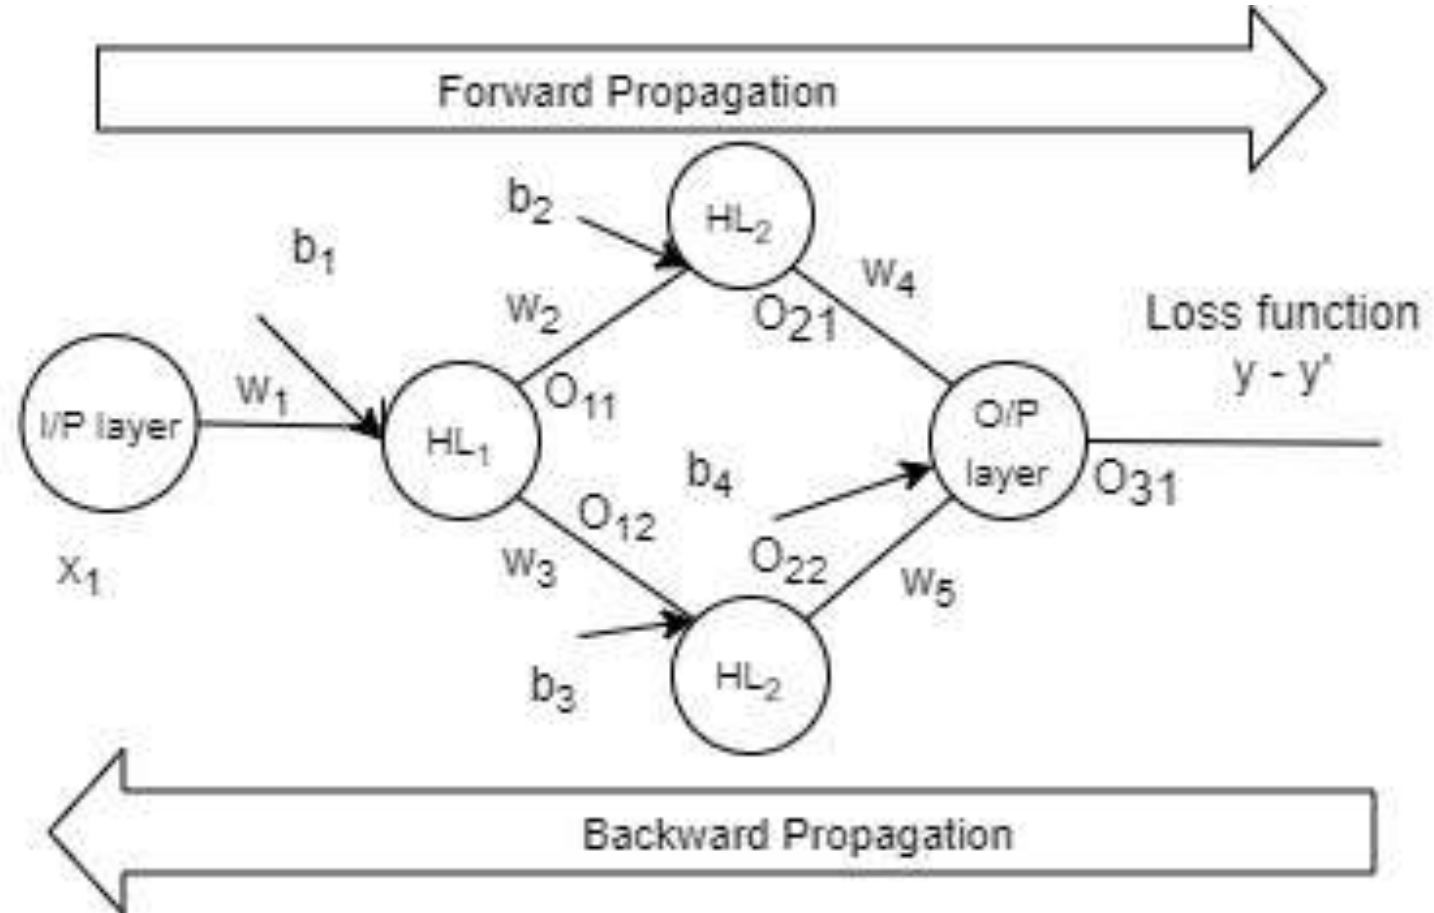 Forward Propagation
b₂
HL₂
b₁
w₄
w₂
O₂₁
Loss function
y - y'
w₁
O₁₁
I/P layer
HL₁
O/P
layer
b₄
O₃₁
O₁₂
x₁
w₃
O₂₂
w₅
b₃
HL₂
Backward Propagation